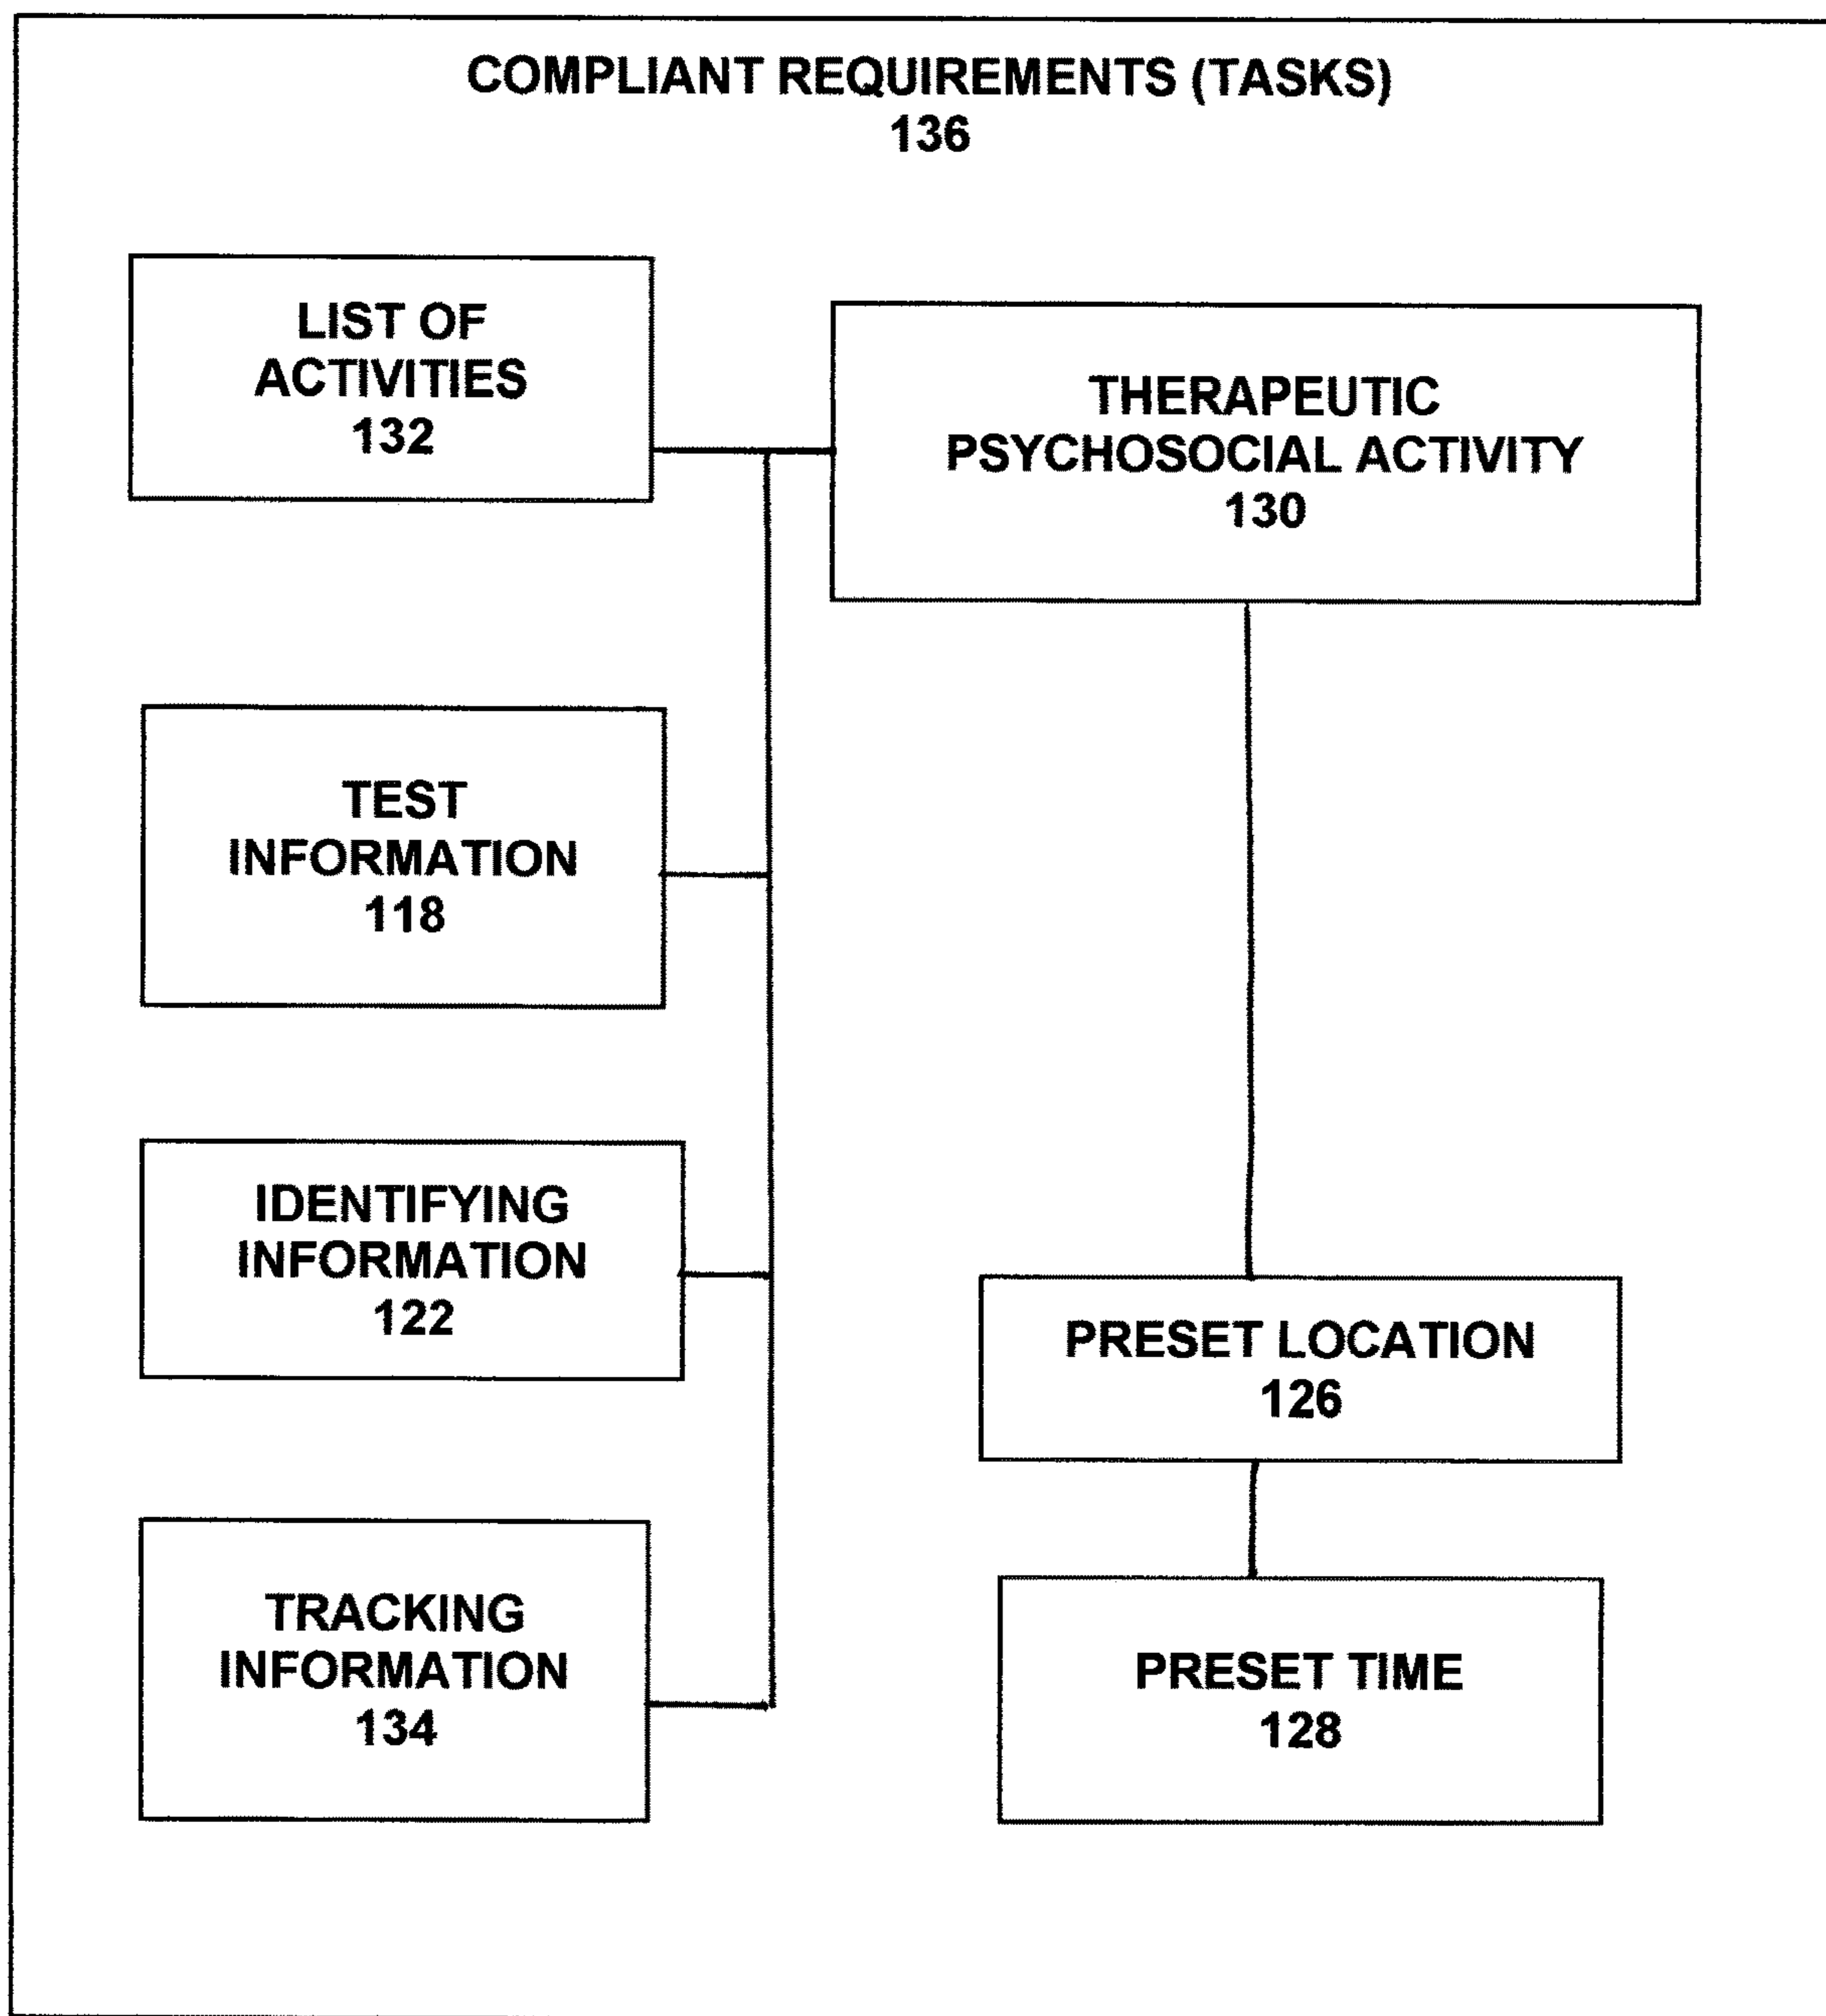 COMPLIANT REQUIREMENTS (TASKS)
136
LIST OF
ACTIVITIES
132
THERAPEUTIC
PSYCHOSOCIAL ACTIVITY
130
TEST
INFORMATION
118
IDENTIFYING
INFORMATION
122
PRESET LOCATION
126
TRACKING
INFORMATION
134
PRESET TIME
128